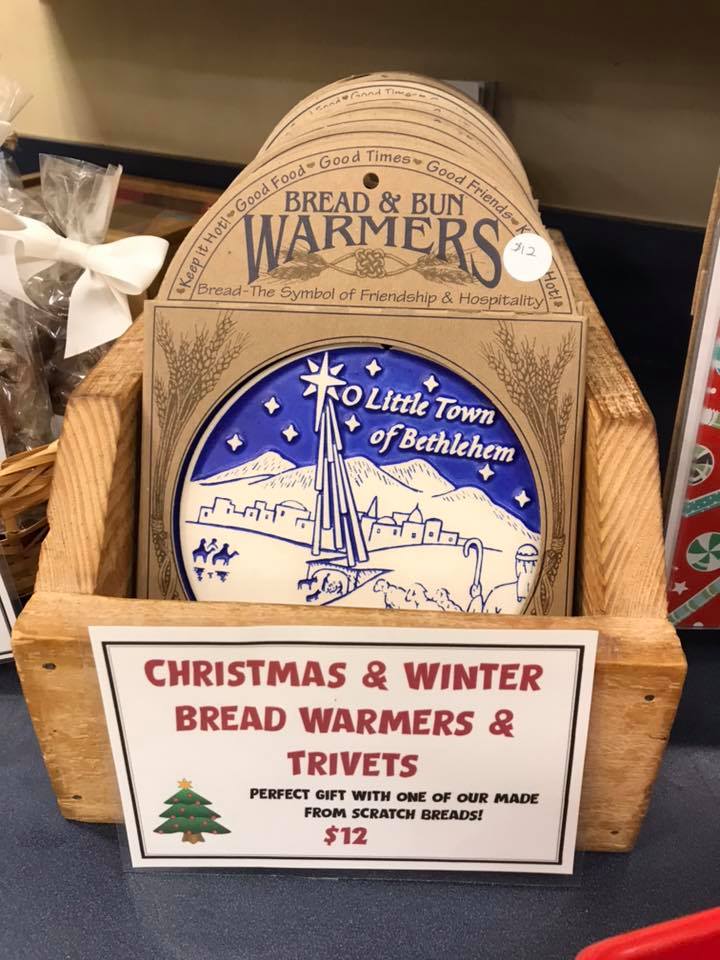 Good Times
Keep it Hot! Good Food Good Times Good Friends Hot!
BREAD & BUN
WARMERS
$12
Bread-The Symbol of Friendship & Hospitality
O Little Town
of Bethlehem
CHRISTMAS & WINTER
BREAD WARMERS &
TRIVETS
PERFECT GIFT WITH ONE OF OUR MADE
FROM SCRATCH BREADS!
$12